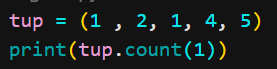 tup = (1 , 2, 1, 4, 5)
print(tup.count(1))